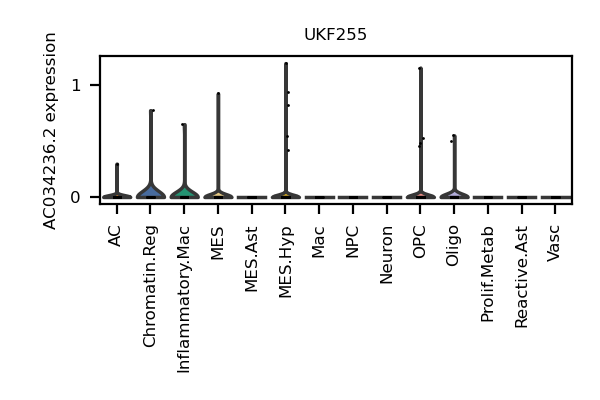 UKF255
AC034236.2 expression
1
0
AC
Chromatin.Reg
Inflammatory.Mac
MES
MES.Ast
MES.Hyp
Mac
NPC
Neuron
OPC
Oligo
Prolif.Metab
Reactive.Ast
Vasc